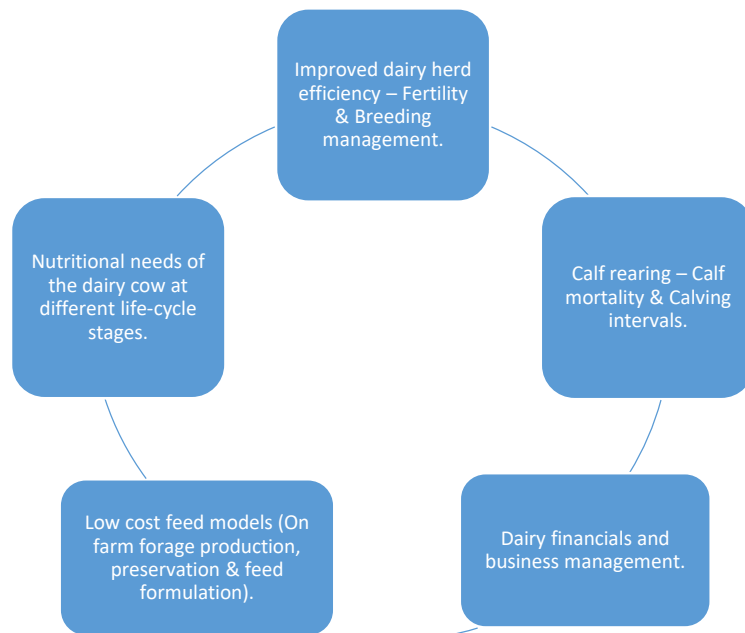 Improved dairy herd
efficiency – Fertility
& Breeding
management.
Nutritional needs of
the dairy cow at
different life-cycle
stages.
Calf rearing – Calf
mortality & Calving
intervals.
Low cost feed models (On
farm forage production,
preservation & feed
formulation).
Dairy financials and
business management.